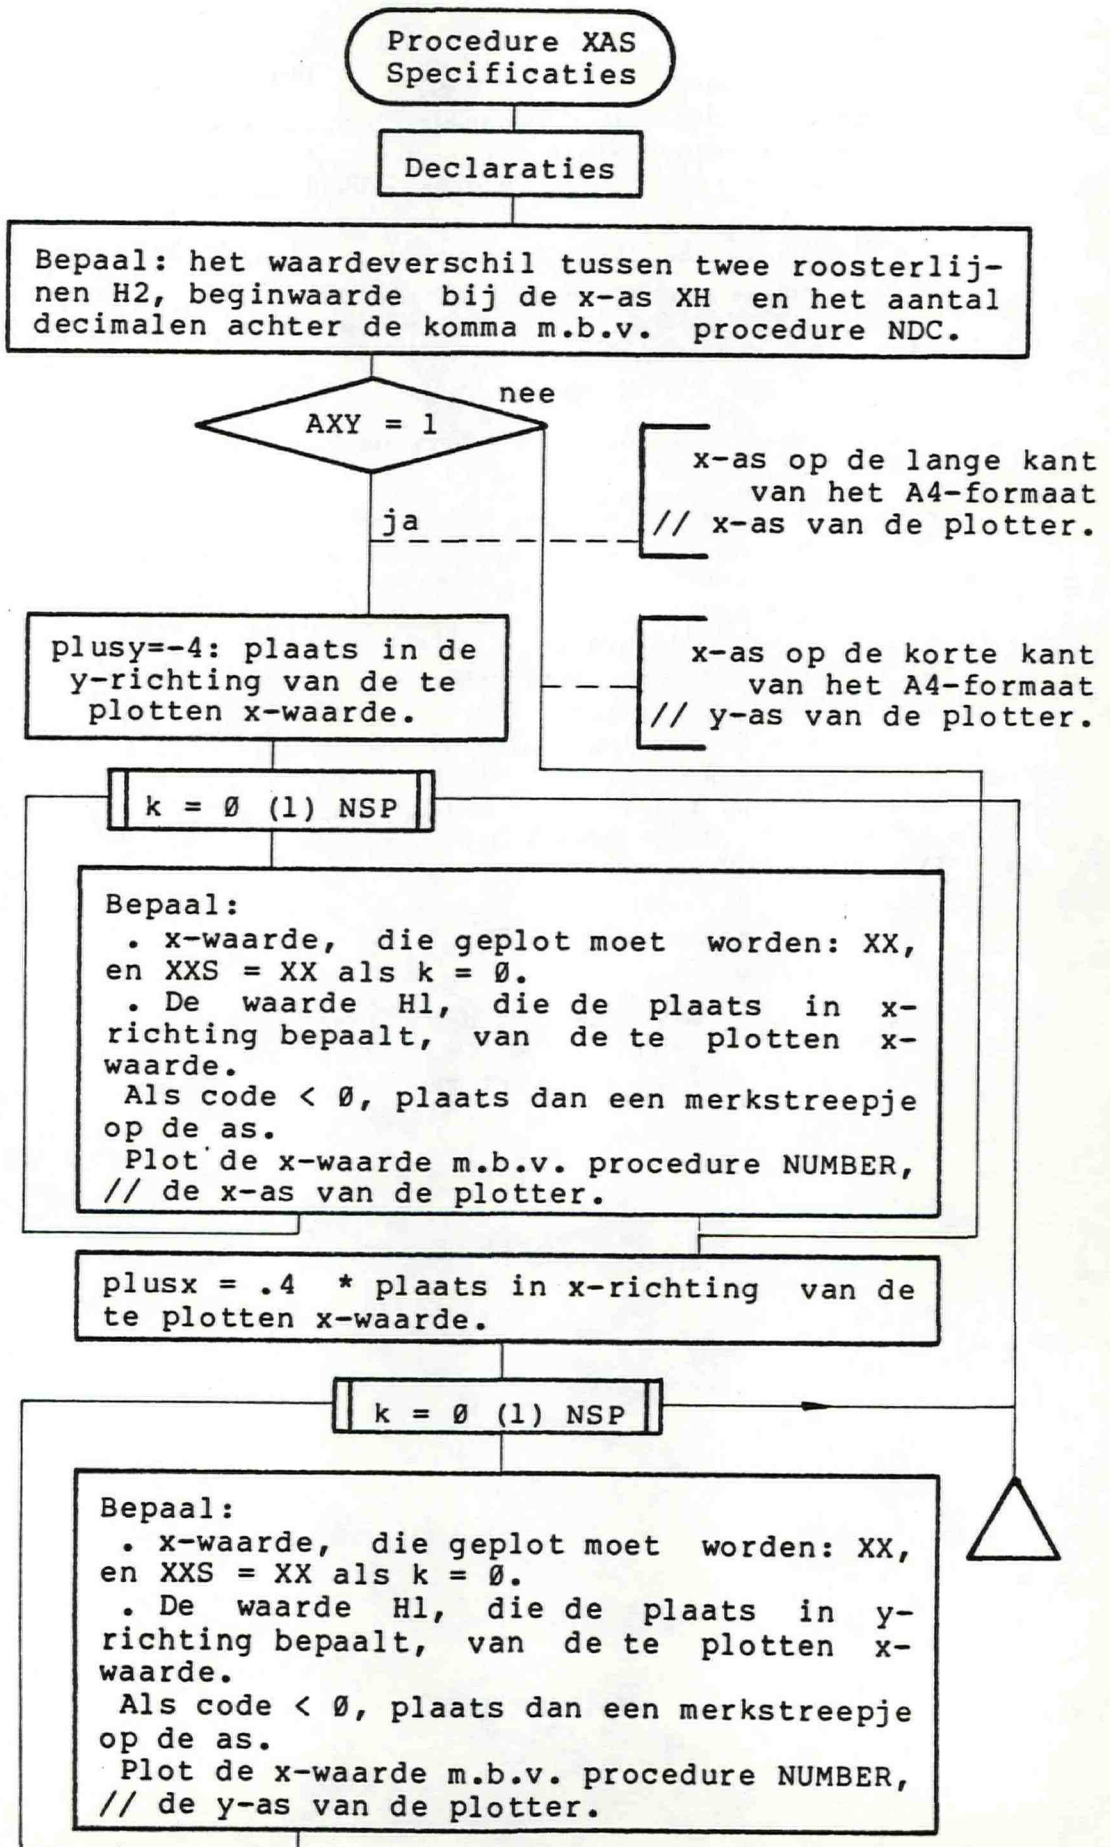 Procedure XAS
Specificaties
Declaraties
Bepaal: het waardeverschil tussen twee roosterlij-
nen H2, beginwaarde bij de x-as XH en het aantal
decimalen achter de komma m.b.v. procedure NDC.
nee
AXY = 1
x-as op de lange kant
van het A4-formaat
// x-as van de plotter.
ja
plusy=-4: plaats in de
y-richting van de te
plotten x-waarde.
x-as op de korte kant
van het A4-formaat
// y-as van de plotter.
k = Ø (1) NSP
Bepaal:
. x-waarde, die geplot moet worden: XX,
en XXS = XX als k = Ø.
. De waarde H1, die de plaats in x-
richting bepaalt, van de te plotten x-
waarde.
Als code < Ø, plaats dan een merkstreepje
op de as.
Plot de x-waarde m.b.v. procedure NUMBER,
// de x-as van de plotter.
plusx = .4 * plaats in x-richting van de
te plotten x-waarde.
k = Ø (1) NSP
Bepaal:
. x-waarde, die geplot moet worden: XX,
en XXS = XX als k = Ø.
. De waarde H1, die de plaats in y-
richting bepaalt, van de te plotten x-
waarde.
Als code < Ø, plaats dan een merkstreepje
op de as.
Plot de x-waarde m.b.v. procedure NUMBER,
// de y-as van de plotter.